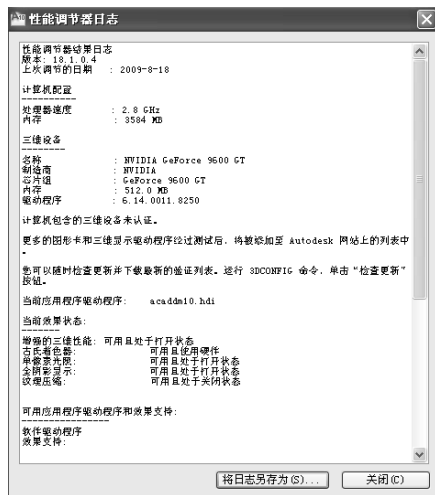 性能调节器日志
性能调节器结果日志
版本: 18.1.0.4
上次调节的日期 : 2009-8-18
计算机配置
----------
处理器速度 : 2.8 GHz
内存 : 3584 MB
三维设备
--------
名称 : NVIDIA GeForce 9600 GT
制造商 : NVIDIA
芯片组 : GeForce 9600 GT
内存 : 512.0 MB
驱动程序 : 6.14.0011.8250
计算机包含的三维设备未认证。
更多的图形卡和三维显示驱动程序经过测试后，将被添加至 Autodesk 网站上的列表中
。
您可以随时检查更新并下载最新的验证列表。运行 3DCONFIG 命令，单击“检查更新”
按钮。
当前应用程序驱动程序: acaddm10.hdi
当前效果状态:
-------
增强的三维性能: 可用且处于打开状态
古氏着色器: 可用且使用硬件
单像素光照: 可用且处于打开状态
全阴影显示: 可用且处于打开状态
纹理压缩: 可用且处于关闭状态
可用应用程序驱动程序和效果支持:
----------------
软件驱动程序
效果支持:
将日志另存为(S)...
关闭(C)